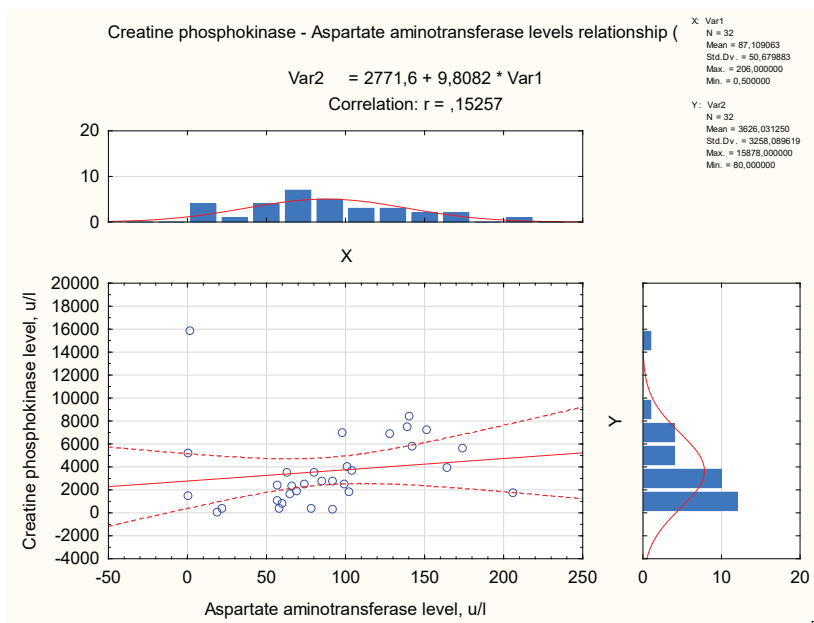 Creatine phosphokinase - Aspartate aminotransferase levels relationship (
Var2 = 2771,6 + 9,8082 * Var1
Correlation: r = ,15257
X: Var1
N = 32
Mean = 87,109063
Std.Dv. = 50,679883
Max. = 206,000000
Min. = 0,500000
Y: Var2
N = 32
Mean = 3626,031250
Std.Dv. = 3258,089619
Max. = 15878,000000
Min. = 80,000000
20
10
0
X
Creatine phosphokinase level, u/l
20000
18000
16000
14000
12000
10000
8000
6000
4000
2000
0
-2000
-4000
-50 0 50 100 150 200 250
Aspartate aminotransferase level, u/l
Y
0 10 20